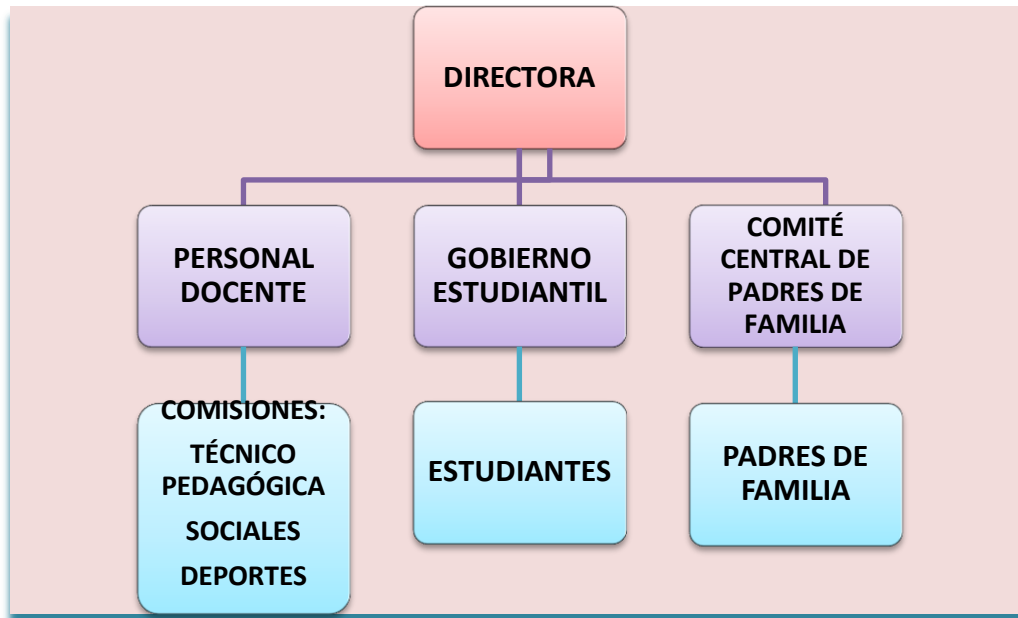 DIRECTORA
PERSONAL
DOCENTE
GOBIERNO
ESTUDIANTIL
COMITÉ
CENTRAL DE
PADRES DE
FAMILIA
COMISIONES:
TÉCNICO
PEDAGÓGICA
SOCIALES
DEPORTES
ESTUDIANTES
PADRES DE
FAMILIA